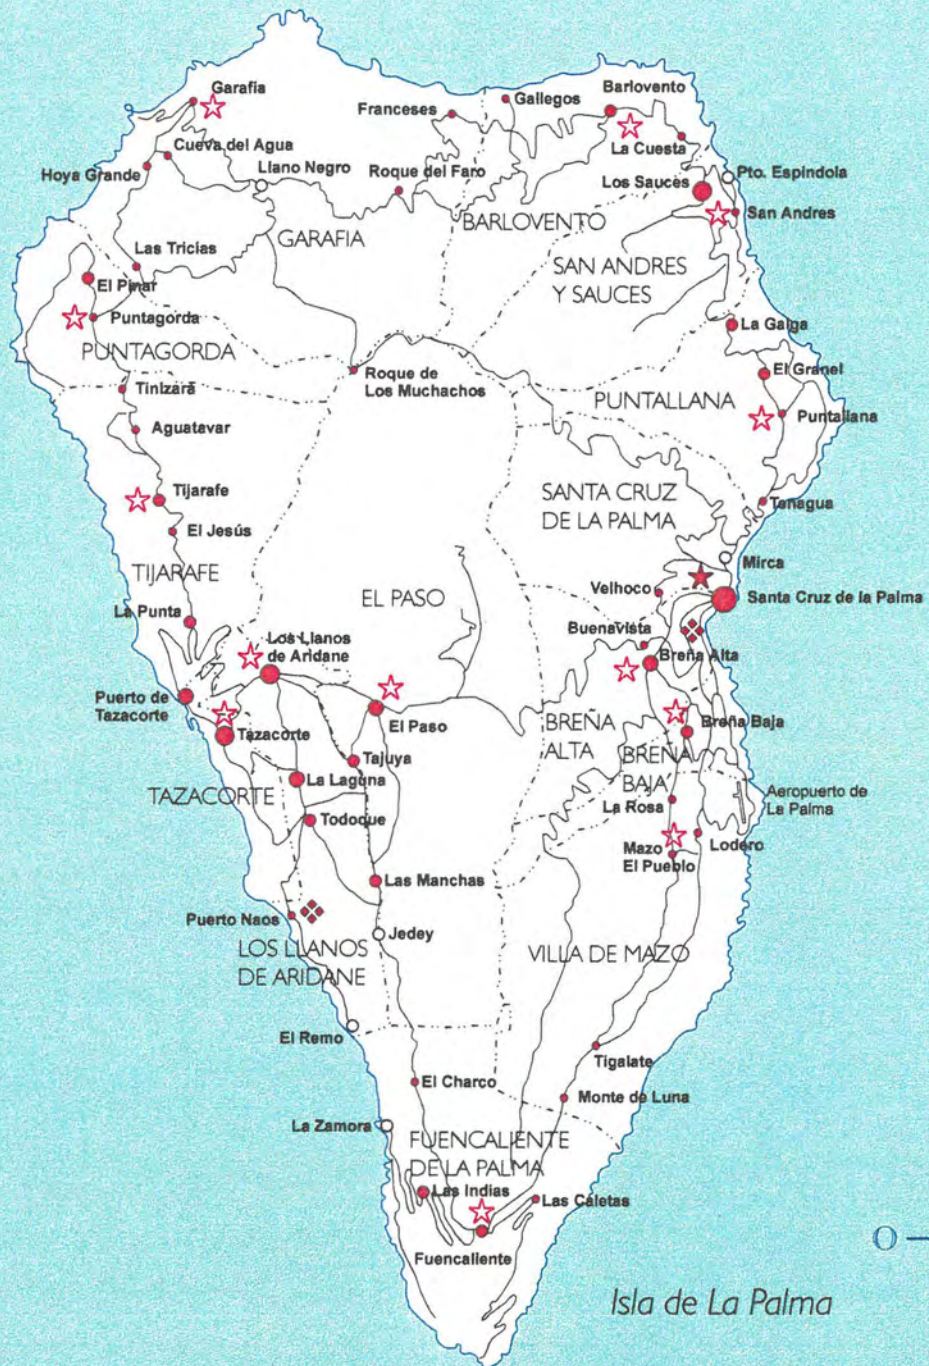 Garafía
Franceses
Gallegos
Barlovento
La Cuesta
Cueva del Agua
Hoya Grande
Llano Negro
Roque del Faro
Los Sauces
Pto. Espindola
San Andres
GARAFIA
BARLOVENTO
SAN ANDRES
Y SAUCES
Las Tricías
El Pinar
Puntagorda
PUNTAGORDA
La Galga
Roque de
Los Muchachos
El Granel
Tinizara
PUNTALLANA
Puntallana
Aguatavar
Tijarafe
SANTA CRUZ
DE LA PALMA
Tenagua
El Jesús
TIJARAFE
Mirca
EL PASO
Velhoco
Santa Cruz de la Palma
La Punta
Buenavista
Los Llanos
de Aridane
Breña Alta
Puerto de
Tazacorte
El Paso
Tazacorte
BREÑA
ALTA
Breña Baja
BREÑA
BAJA
Tajuya
La Laguna
TAZACORTE
Aeropuerto de
La Palma
La Rosa
Todoque
Lodero
Mazo
El Pueblo
Las Manchas
Puerto Naos
Jedey
LOS LLANOS
DE ARIDANE
VILLA DE MAZO
El Remo
Tigalate
El Charco
Monte de Luna
La Zamora
FUENCALIENTE
DE LA PALMA
Las Indias
Las Caletas
Fuencaliente
O
Isla de La Palma